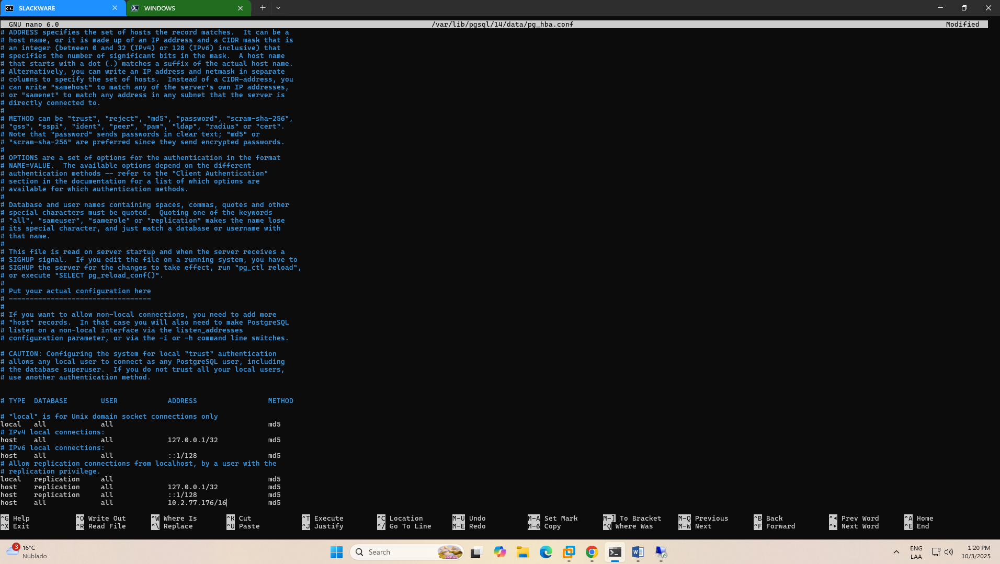 SLACKWARE
WINDOWS
GNU nano 6.0 /var/lib/pgsql/14/data/pg_hba.conf Modified
# ADDRESS specifies the set of hosts the record matches.  It can be a
# host name, or it is made up of an IP address and a CIDR mask that is
# an integer (between 0 and 32 (IPv4) or 128 (IPv6) inclusive) that
# specifies the number of significant bits in the mask.  A host name
# that starts with a dot (.) matches a suffix of the actual host name.
# Alternatively, you can write an IP address and netmask in separate
# columns to specify the set of hosts.  Instead of a CIDR-address, you
# can write "samehost" to match any of the server's own IP addresses,
# or "samenet" to match any address in any subnet that the server is
# directly connected to.
#
# METHOD can be "trust", "reject", "md5", "password", "scram-sha-256",
# "gss", "sspi", "ident", "peer", "pam", "ldap", "radius" or "cert".
# Note that "password" sends passwords in clear text; "md5" or
# "scram-sha-256" are preferred since they send encrypted passwords.
#
# OPTIONS are a set of options for the authentication in the format
# NAME=VALUE.  The available options depend on the different
# authentication methods -- refer to the "Client Authentication"
# section in the documentation for a list of which options are
# available for which authentication methods.
#
# Database and user names containing spaces, commas, quotes and other
# special characters must be quoted.  Quoting one of the keywords
# "all", "sameuser", "samerole" or "replication" makes the name lose
# its special character, and just match a database or username with
# that name.
#
# This file is read on server startup and when the server receives a
# SIGHUP signal.  If you edit the file on a running system, you have to
# SIGHUP the server for the changes to take effect, run "pg_ctl reload",
# or execute "SELECT pg_reload_conf()".
#
# Put your actual configuration here
# ----------------------------------
#
# If you want to allow non-local connections, you need to add more
# "host" records.  In that case you will also need to make PostgreSQL
# listen on a non-local interface via the listen_addresses
# configuration parameter, or via the -i or -h command line switches.
# CAUTION: Configuring the system for local "trust" authentication
# allows any local user to connect as any PostgreSQL user, including
# the database superuser.  If you do not trust all your local users,
# use another authentication method.
# TYPE  DATABASE        USER            ADDRESS                 METHOD
# "local" is for Unix domain socket connections only
local   all             all                                     md5
# IPv4 local connections:
host    all             all             127.0.0.1/32            md5
# IPv6 local connections:
host    all             all             ::1/128                 md5
# Allow replication connections from localhost, by a user with the
# replication privilege.
local   replication     all                                     md5
host    replication     all             127.0.0.1/32            md5
host    replication     all             ::1/128                 md5
host    all             all             10.2.77.176/16          md5
^G Help ^O Write Out ^W Where Is ^K Cut ^T Execute ^C Location M-U Undo M-A Set Mark M-] To Bracket M-Q Previous ^B Back ^◂ Prev Word ^A Home
^X Exit ^R Read File ^\ Replace ^U Paste ^J Justify ^/ Go To Line M-E Redo M-6 Copy ^Q Where Was M-W Next ^F Forward ^▸ Next Word ^E End
3
16°C
Nublado
Search
ENG
LAA
1:20 PM
10/3/2025